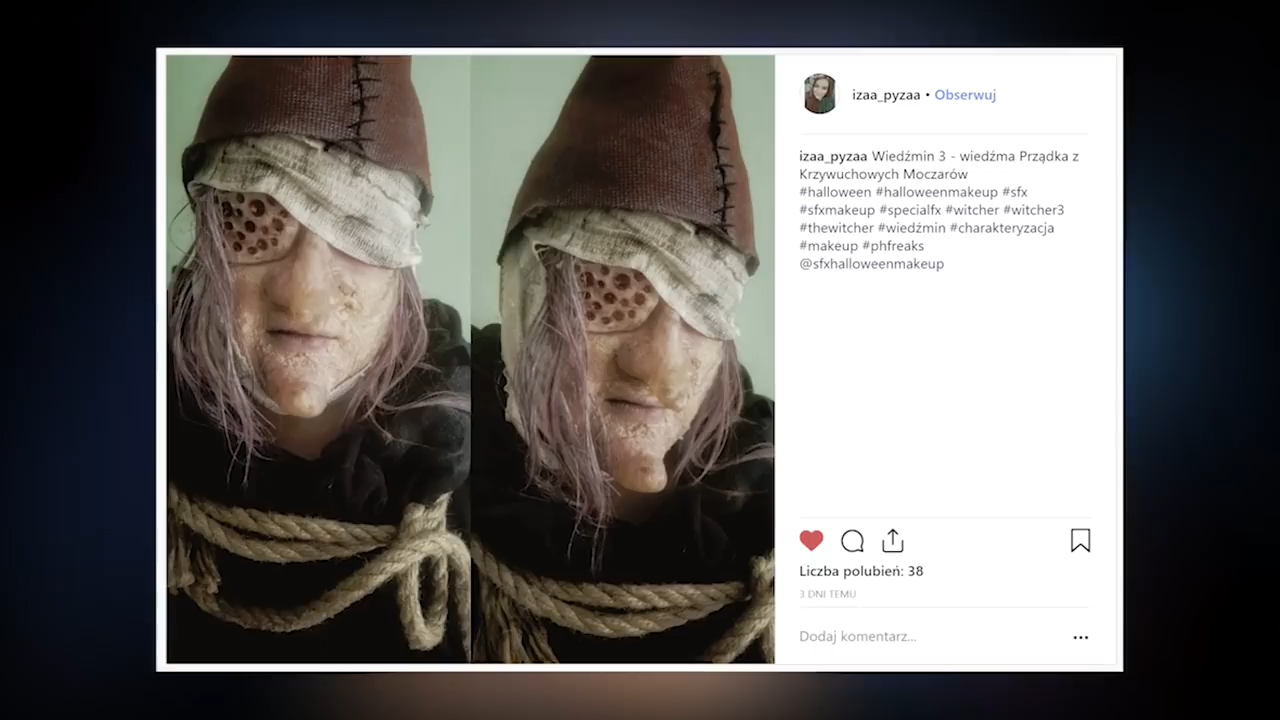 izaa_pyzaa • Obserwuj
izaa_pyzaa Wiedźmin 3 - wiedźma Prządka z
Krzywuchowych Moczarów
#halloween #halloweenmakeup #sfx
#sfxmakeup #specialfx #witcher #witcher3
#thewitcher #wiedźmin #charakteryzacja
#makeup #phfreaks
@sfxhalloweenmakeup
Liczba polubień: 38
3 DNI TEMU
Dodaj komentarz...